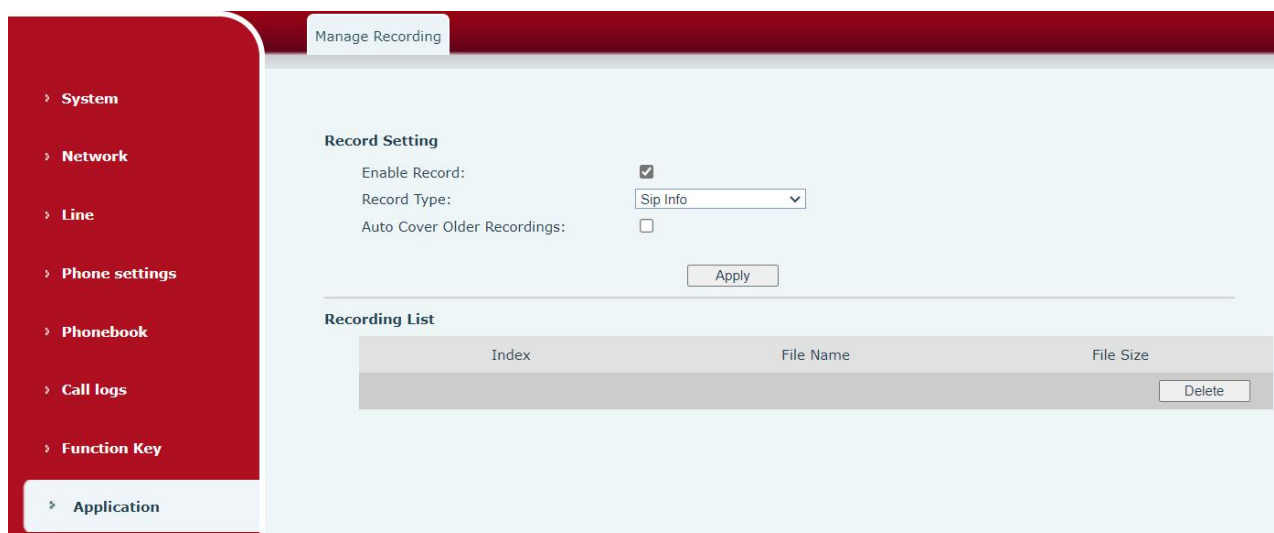 Manage Recording
System
Network
Line
Phone settings
Phonebook
Call logs
Function Key
Application
Record Setting
Enable Record:
Record Type: Sip Info
Auto Cover Older Recordings:
Apply
Recording List
Index File Name File Size
Delete